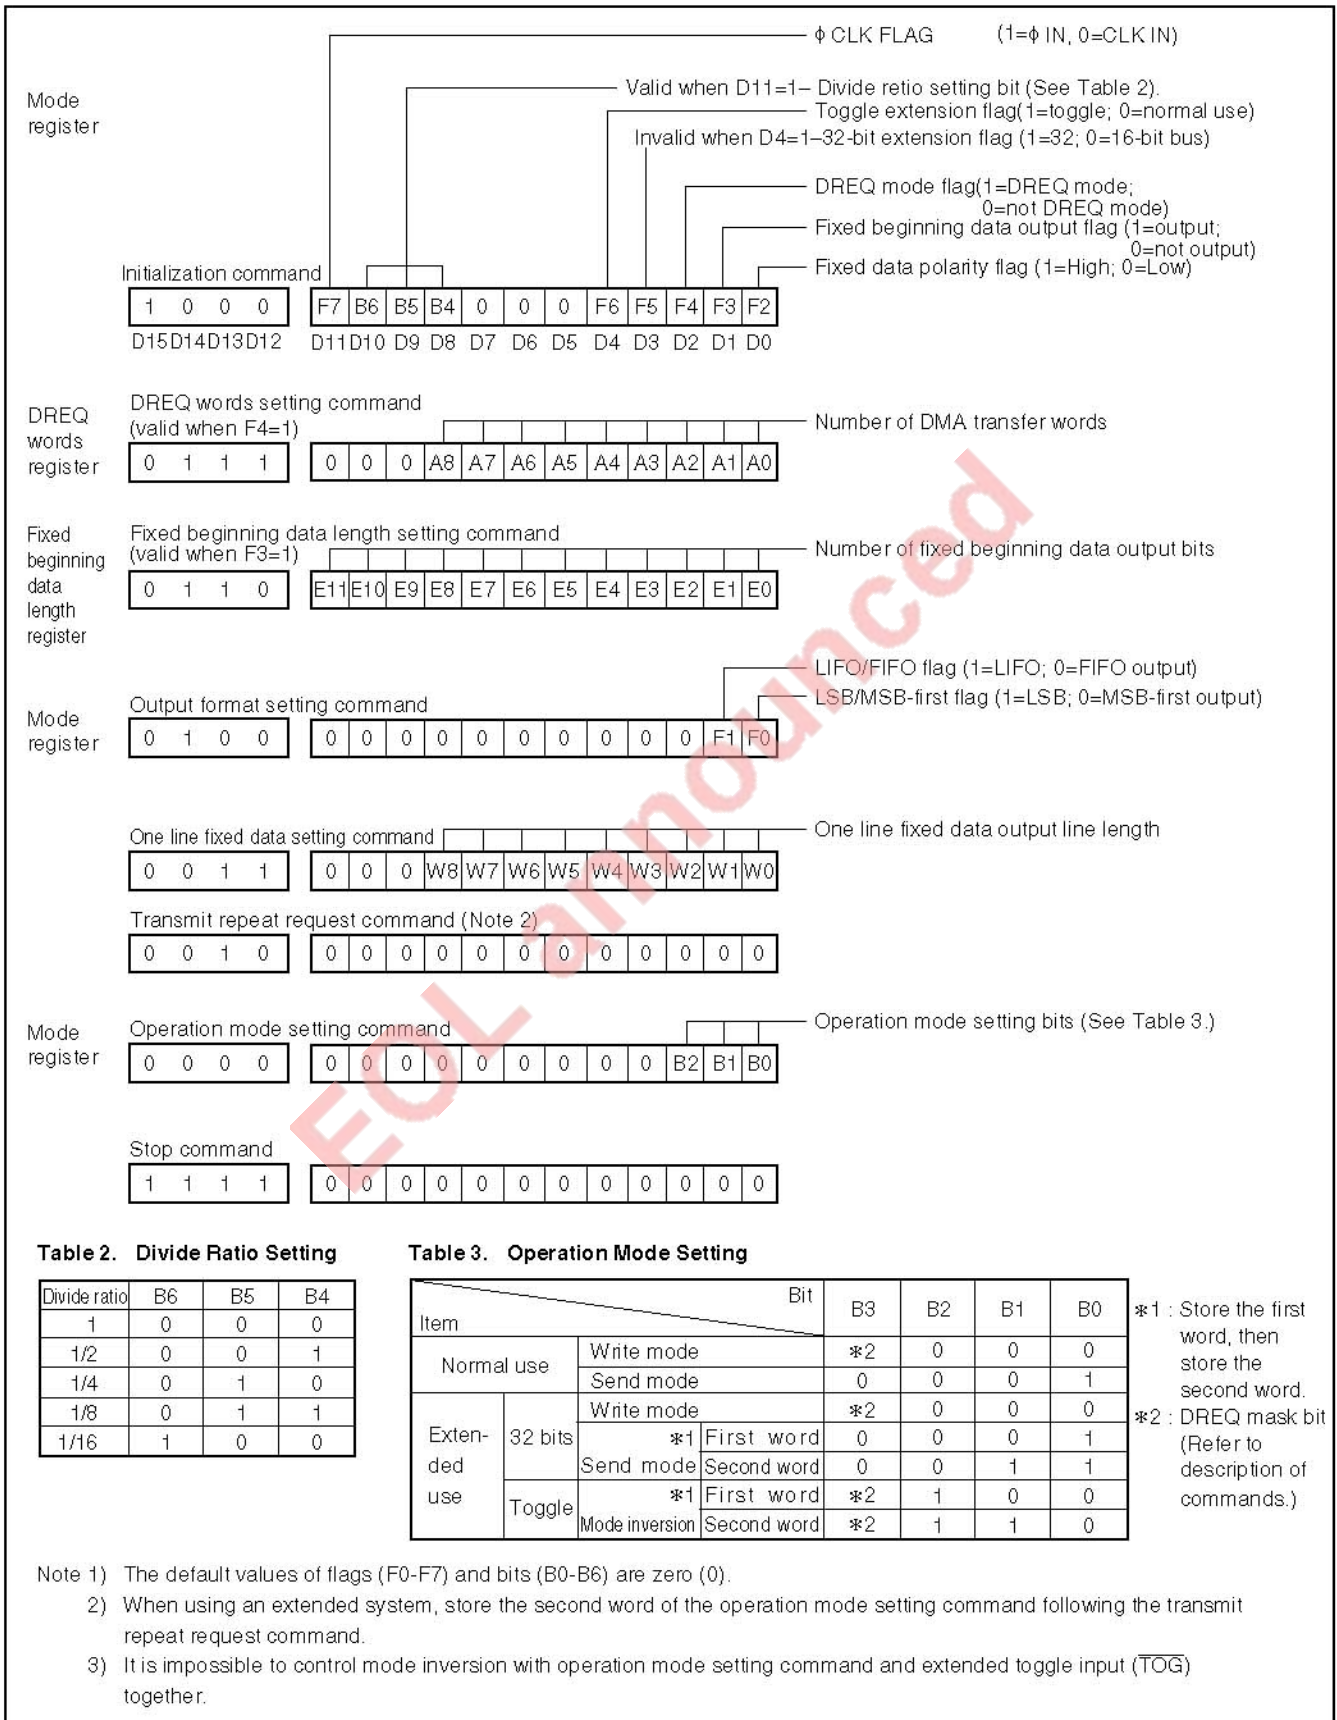 ϕ CLK FLAG (1=ϕ IN, 0=CLK IN)
Mode
register
Valid when D11=1– Divide retio setting bit (See Table 2).
Toggle extension flag(1=toggle; 0=normal use)
Invalid when D4=1–32-bit extension flag (1=32; 0=16-bit bus)
DREQ mode flag(1=DREQ mode;
0=not DREQ mode)
Fixed beginning data output flag (1=output;
0=not output)
Fixed data polarity flag (1=High; 0=Low)
Initialization command
1 0 0 0 F7 B6 B5 B4 0 0 0 F6 F5 F4 F3 F2
D15 D14 D13 D12 D11 D10 D9 D8 D7 D6 D5 D4 D3 D2 D1 D0
DREQ
words
register
DREQ words setting command
(valid when F4=1)
Number of DMA transfer words
0 1 1 1 0 0 0 A8 A7 A6 A5 A4 A3 A2 A1 A0
Fixed
beginning
data
length
register
Fixed beginning data length setting command
(valid when F3=1)
Number of fixed beginning data output bits
0 1 1 0 E11 E10 E9 E8 E7 E6 E5 E4 E3 E2 E1 E0
LIFO/FIFO flag (1=LIFO; 0=FIFO output)
LSB/MSB-first flag (1=LSB; 0=MSB-first output)
Mode
register
Output format setting command
0 1 0 0 0 0 0 0 0 0 0 0 0 0 F1 F0
One line fixed data setting command
One line fixed data output line length
0 0 1 1 0 0 0 W8 W7 W6 W5 W4 W3 W2 W1 W0
Transmit repeat request command (Note 2)
0 0 1 0 0 0 0 0 0 0 0 0 0 0 0 0
Mode
register
Operation mode setting command
Operation mode setting bits (See Table 3.)
0 0 0 0 0 0 0 0 0 0 0 0 0 B2 B1 B0
Stop command
1 1 1 1 0 0 0 0 0 0 0 0 0 0 0 0
EOL announced
Table 2. Divide Ratio Setting
Divide ratio B6 B5 B4
1 0 0 0
1/2 0 0 1
1/4 0 1 0
1/8 0 1 1
1/16 1 0 0
Table 3. Operation Mode Setting
Item Bit B3 B2 B1 B0
Normal use Write mode *2 0 0 0
Send mode 0 0 0 1
Exten-
ded
use
32 bits Write mode *2 0 0 0
Send mode *1 First word 0 0 0 1
Second word 0 0 1 1
Toggle Mode inversion *1 First word *2 1 0 0
Second word *2 1 1 0
*1 : Store the first
word, then
store the
second word.
*2 : DREQ mask bit
(Refer to
description of
commands.)
Note 1) The default values of flags (F0-F7) and bits (B0-B6) are zero (0).
2) When using an extended system, store the second word of the operation mode setting command following the transmit
repeat request command.
3) It is impossible to control mode inversion with operation mode setting command and extended toggle input (T̅O̅G̅)
together.